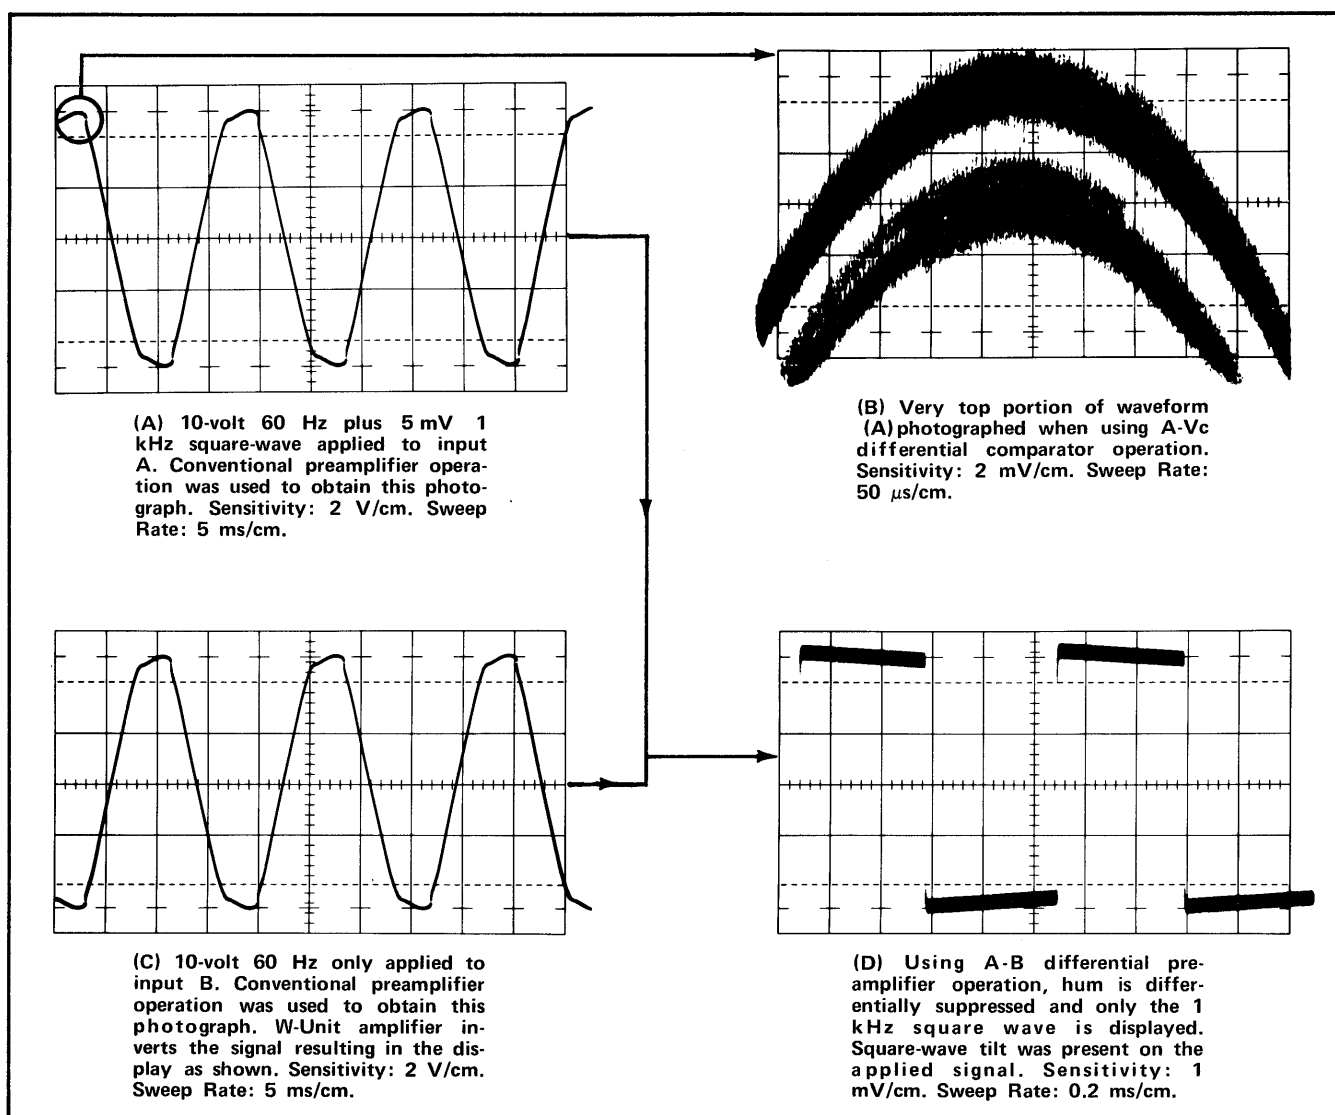 (A) 10-volt 60 Hz plus 5 mV 1
kHz square-wave applied to input
A. Conventional preamplifier opera-
tion was used to obtain this photo-
graph. Sensitivity: 2 V/cm. Sweep
Rate: 5 ms/cm.
(B) Very top portion of waveform
(A) photographed when using A-Vc
differential comparator operation.
Sensitivity: 2 mV/cm. Sweep Rate:
50 μs/cm.
(C) 10-volt 60 Hz only applied to
input B. Conventional preamplifier
operation was used to obtain this
photograph. W-Unit amplifier in-
verts the signal resulting in the dis-
play as shown. Sensitivity: 2 V/cm.
Sweep Rate: 5 ms/cm.
(D) Using A-B differential pre-
amplifier operation, hum is differ-
entially suppressed and only the 1
kHz square wave is displayed.
Square-wave tilt was present on the
applied signal. Sensitivity: 1
mV/cm. Sweep Rate: 0.2 ms/cm.